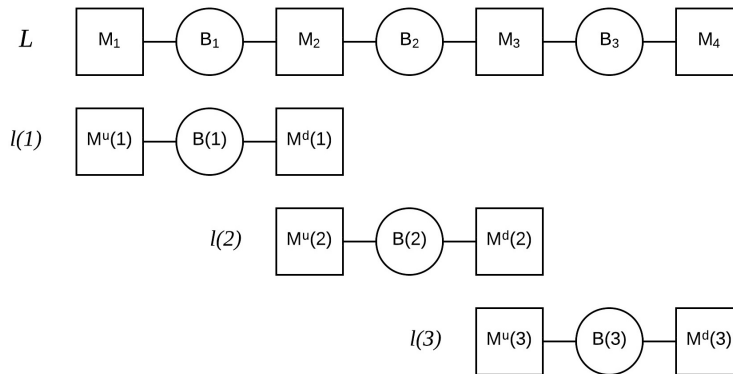 L M₁ B₁ M₂ B₂ M₃ B₃ M₄
l(1) Mᵘ(1) B(1) Mᵈ(1)
l(2) Mᵘ(2) B(2) Mᵈ(2)
l(3) Mᵘ(3) B(3) Mᵈ(3)